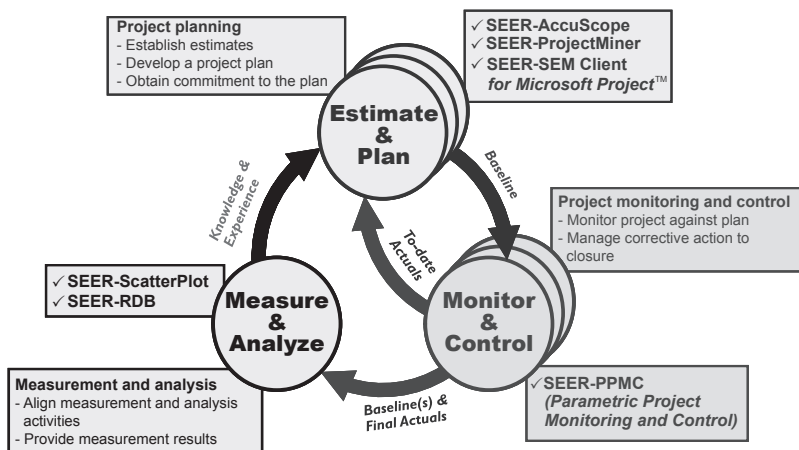 Project planning
- Establish estimates
- Develop a project plan
- Obtain commitment to the plan
✓ SEER-AccuScope
✓ SEER-ProjectMiner
✓ SEER-SEM Client
for Microsoft Project™
Estimate
&
Plan
Knowledge &
Experience
Baseline
To-date
Actuals
Project monitoring and control
- Monitor project against plan
- Manage corrective action to
closure
✓ SEER-ScatterPlot
✓ SEER-RDB
Measure
&
Analyze
Monitor
&
Control
Measurement and analysis
- Align measurement and analysis
activities
- Provide measurement results
Baseline(s) &
Final Actuals
✓ SEER-PPMC
(Parametric Project
Monitoring and Control)